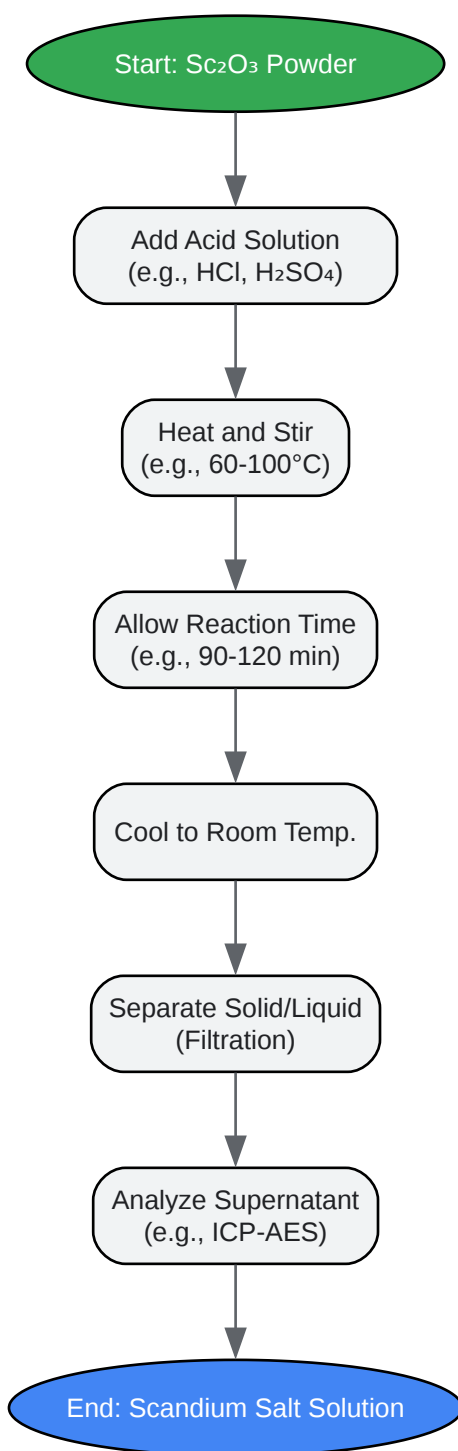 Start: Sc₂O₃ Powder
Add Acid Solution
(e.g., HCl, H₂SO₄)
Heat and Stir
(e.g., 60-100°C)
Allow Reaction Time
(e.g., 90-120 min)
Cool to Room Temp.
Separate Solid/Liquid
(Filtration)
Analyze Supernatant
(e.g., ICP-AES)
End: Scandium Salt Solution